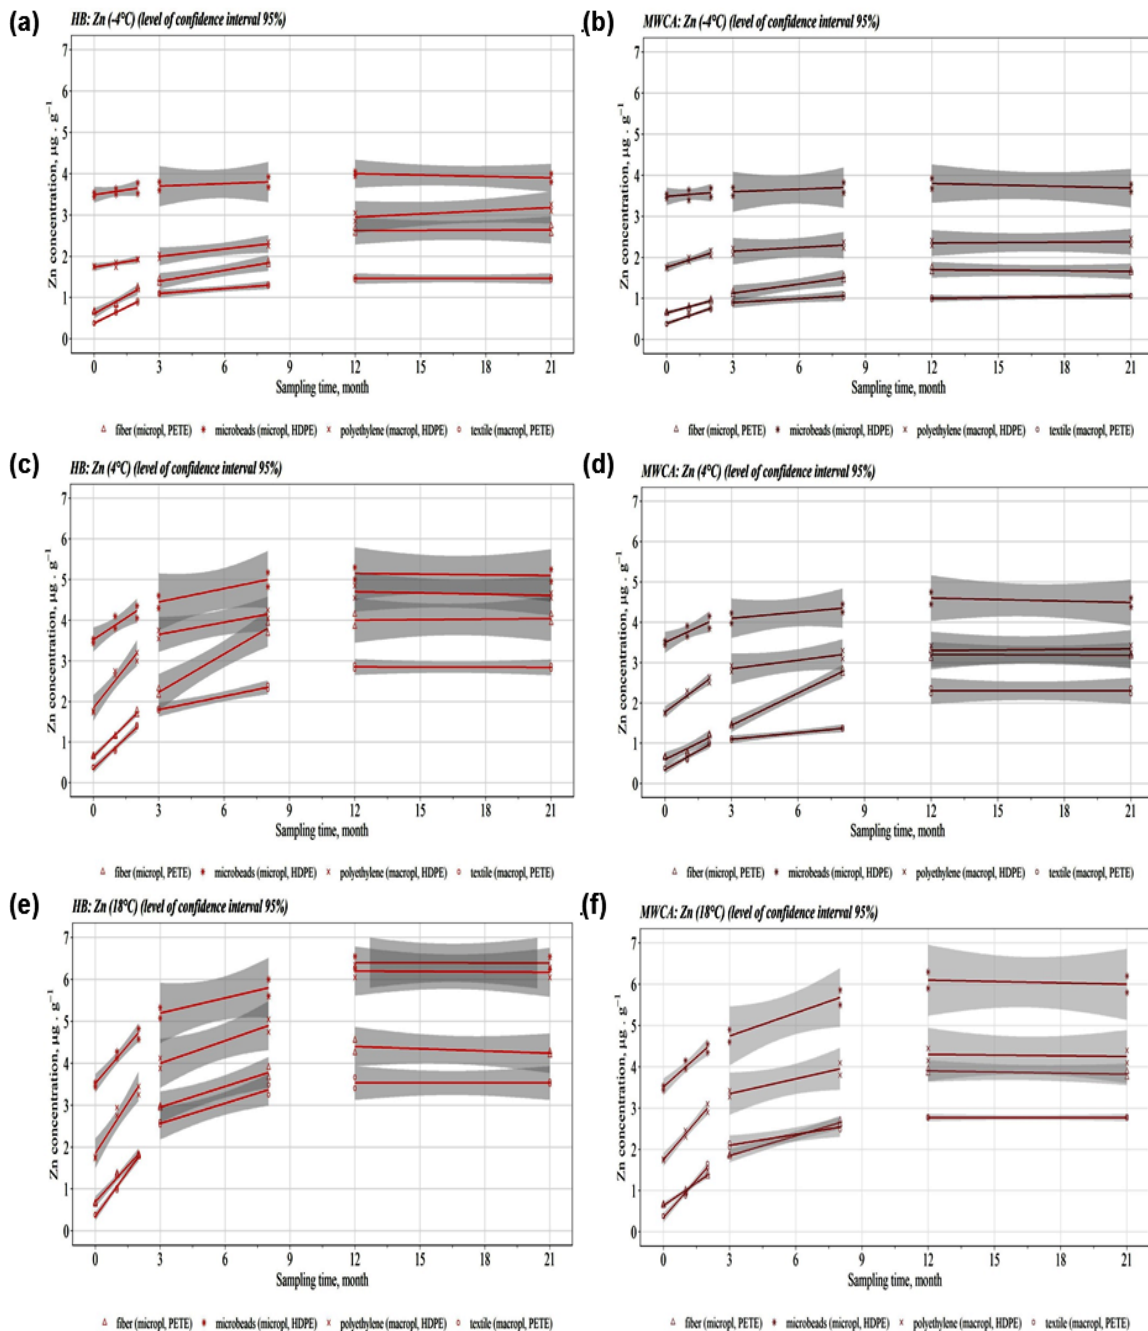 (a) HB: Zn (-4°C) (level of confidence interval 95%)
7
6
5
4
3
2
1
0
Zn concentration, µg · g⁻¹
0 3 6 9 12 15 18 21
Sampling time, month
fiber (micropl, PETE) microbeads (micropl, HDPE) polyethylene (macropl, HDPE) textile (macropl, PETE)
.(b) MWCA: Zn (-4°C) (level of confidence interval 95%)
7
6
5
4
3
2
1
0
Zn concentration, µg · g⁻¹
0 3 6 9 12 15 18 21
Sampling time, month
fiber (micropl, PETE) microbeads (micropl, HDPE) polyethylene (macropl, HDPE) textile (macropl, PETE)
(c) HB: Zn (4°C) (level of confidence interval 95%)
7
6
5
4
3
2
1
0
Zn concentration, µg · g⁻¹
0 3 6 9 12 15 18 21
Sampling time, month
fiber (micropl, PETE) microbeads (micropl, HDPE) polyethylene (macropl, HDPE) textile (macropl, PETE)
(d) MWCA: Zn (4°C) (level of confidence interval 95%)
7
6
5
4
3
2
1
0
Zn concentration, µg · g⁻¹
0 3 6 9 12 15 18 21
Sampling time, month
fiber (micropl, PETE) microbeads (micropl, HDPE) polyethylene (macropl, HDPE) textile (macropl, PETE)
(e) HB: Zn (18°C) (level of confidence interval 95%)
7
6
5
4
3
2
1
0
Zn concentration, µg · g⁻¹
0 3 6 9 12 15 18 21
Sampling time, month
fiber (micropl, PETE) microbeads (micropl, HDPE) polyethylene (macropl, HDPE) textile (macropl, PETE)
.(f) MWCA: Zn (18°C) (level of confidence interval 95%)
7
6
5
4
3
2
1
0
Zn concentration, µg · g⁻¹
0 3 6 9 12 15 18 21
Sampling time, month
fiber (micropl, PETE) microbeads (micropl, HDPE) polyethylene (macropl, HDPE) textile (macropl, PETE)